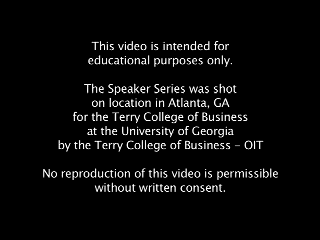 This video is intended for
educational purposes only.
The Speaker Series was shot
on location in Atlanta, GA
for the Terry College of Business
at the University of Georgia
by the Terry College of Business - OIT
No reproduction of this video is permissible
without written consent.